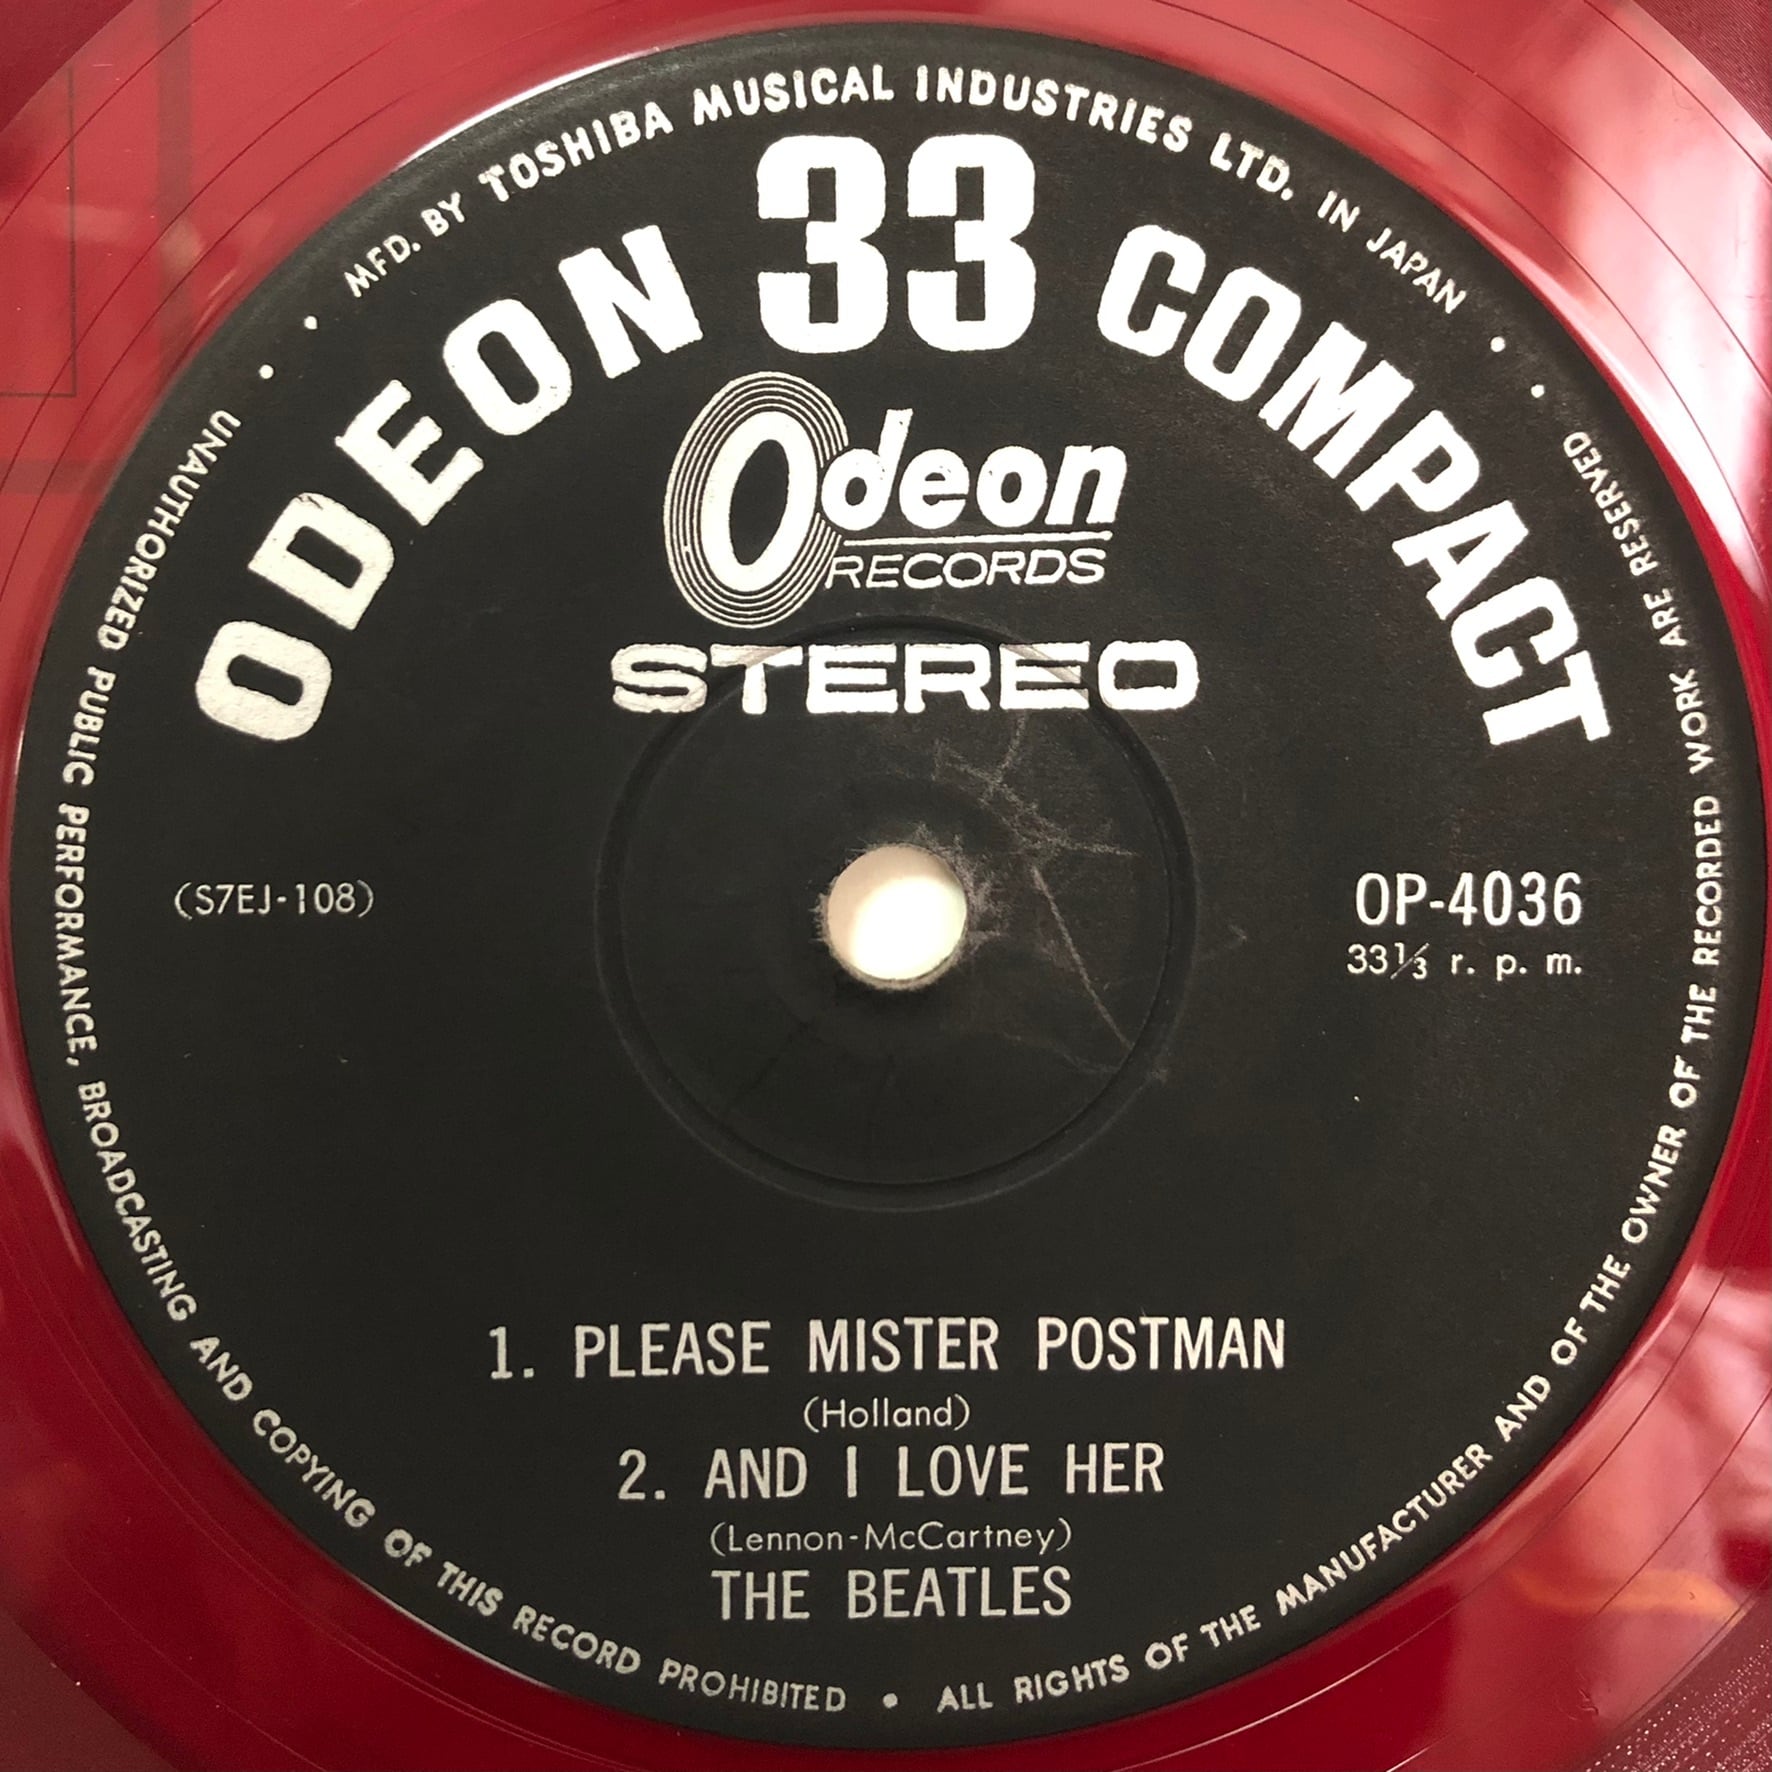 MFD. BY TOSHIBA MUSICAL INDUSTRIES LTD. IN JAPAN
ODEON 33 COMPACT
Odeon
RECORDS
STEREO
(S7EJ-108)
OP-4036
33⅓ r. p. m.
1. PLEASE MISTER POSTMAN
(Holland)
2. AND I LOVE HER
(Lennon-McCartney)
THE BEATLES
UNAUTHORIZED PUBLIC PERFORMANCE, BROADCASTING AND COPYING OF THIS RECORD PROHIBITED • ALL RIGHTS OF THE MANUFACTURER AND OF THE OWNER OF THE RECORDED WORK ARE RESERVED